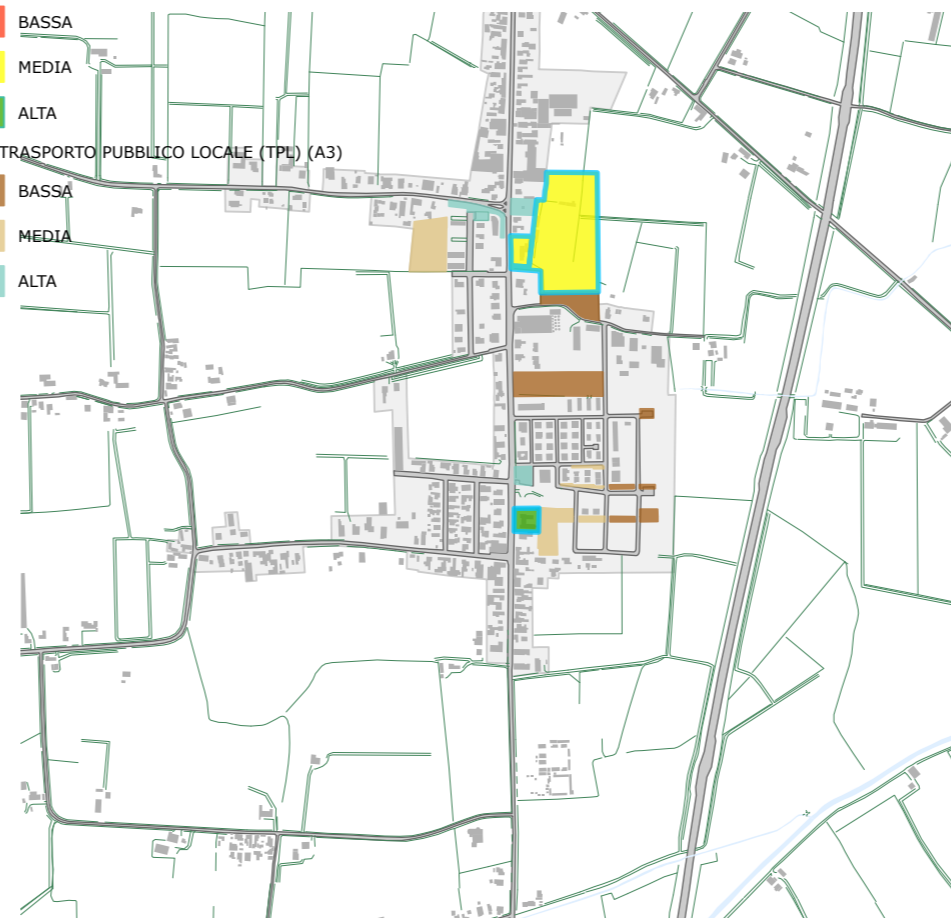 BASSA
MEDIA
ALTA
TRASPORTO PUBBLICO LOCALE (TPL) (A3)
BASSA
MEDIA
ALTA